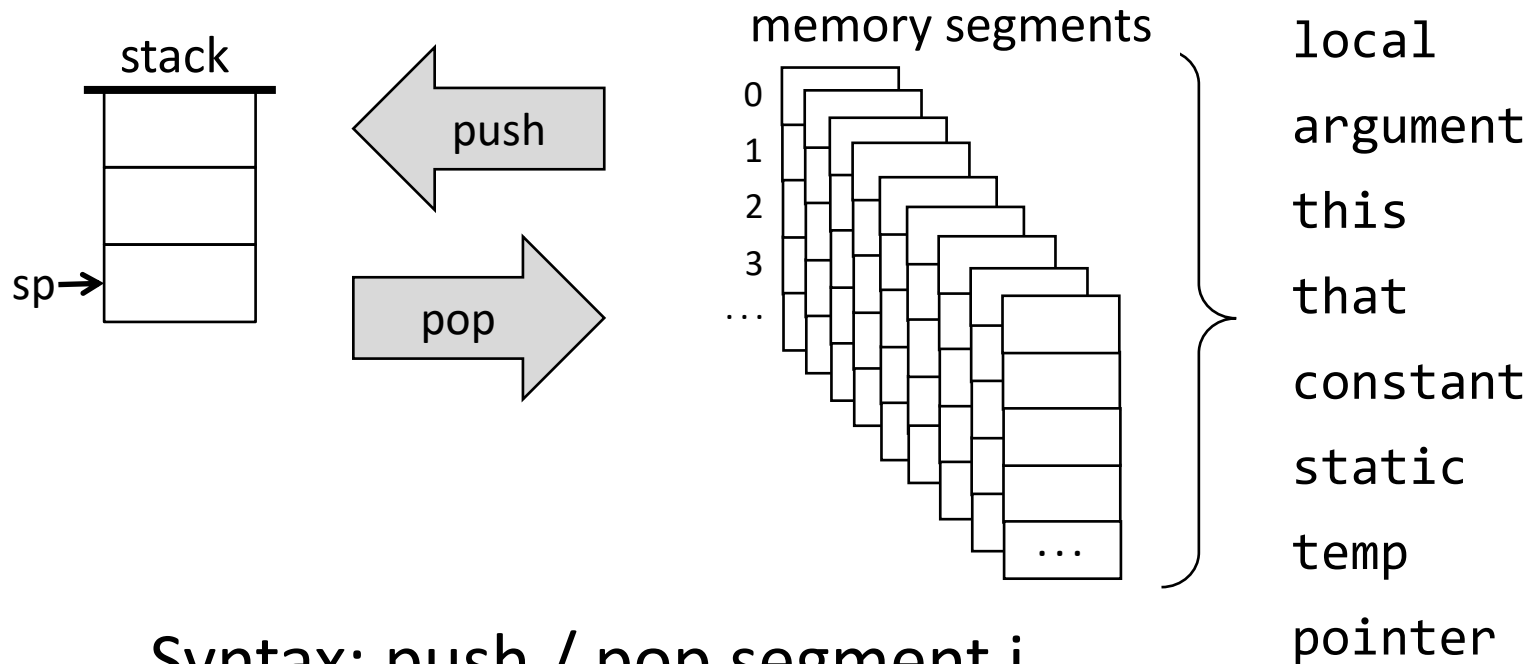 stack
sp
push
pop
memory segments
0
1
2
3
...
...
local
argument
this
that
constant
static
temp
pointer
Syntax: push / pop segment i